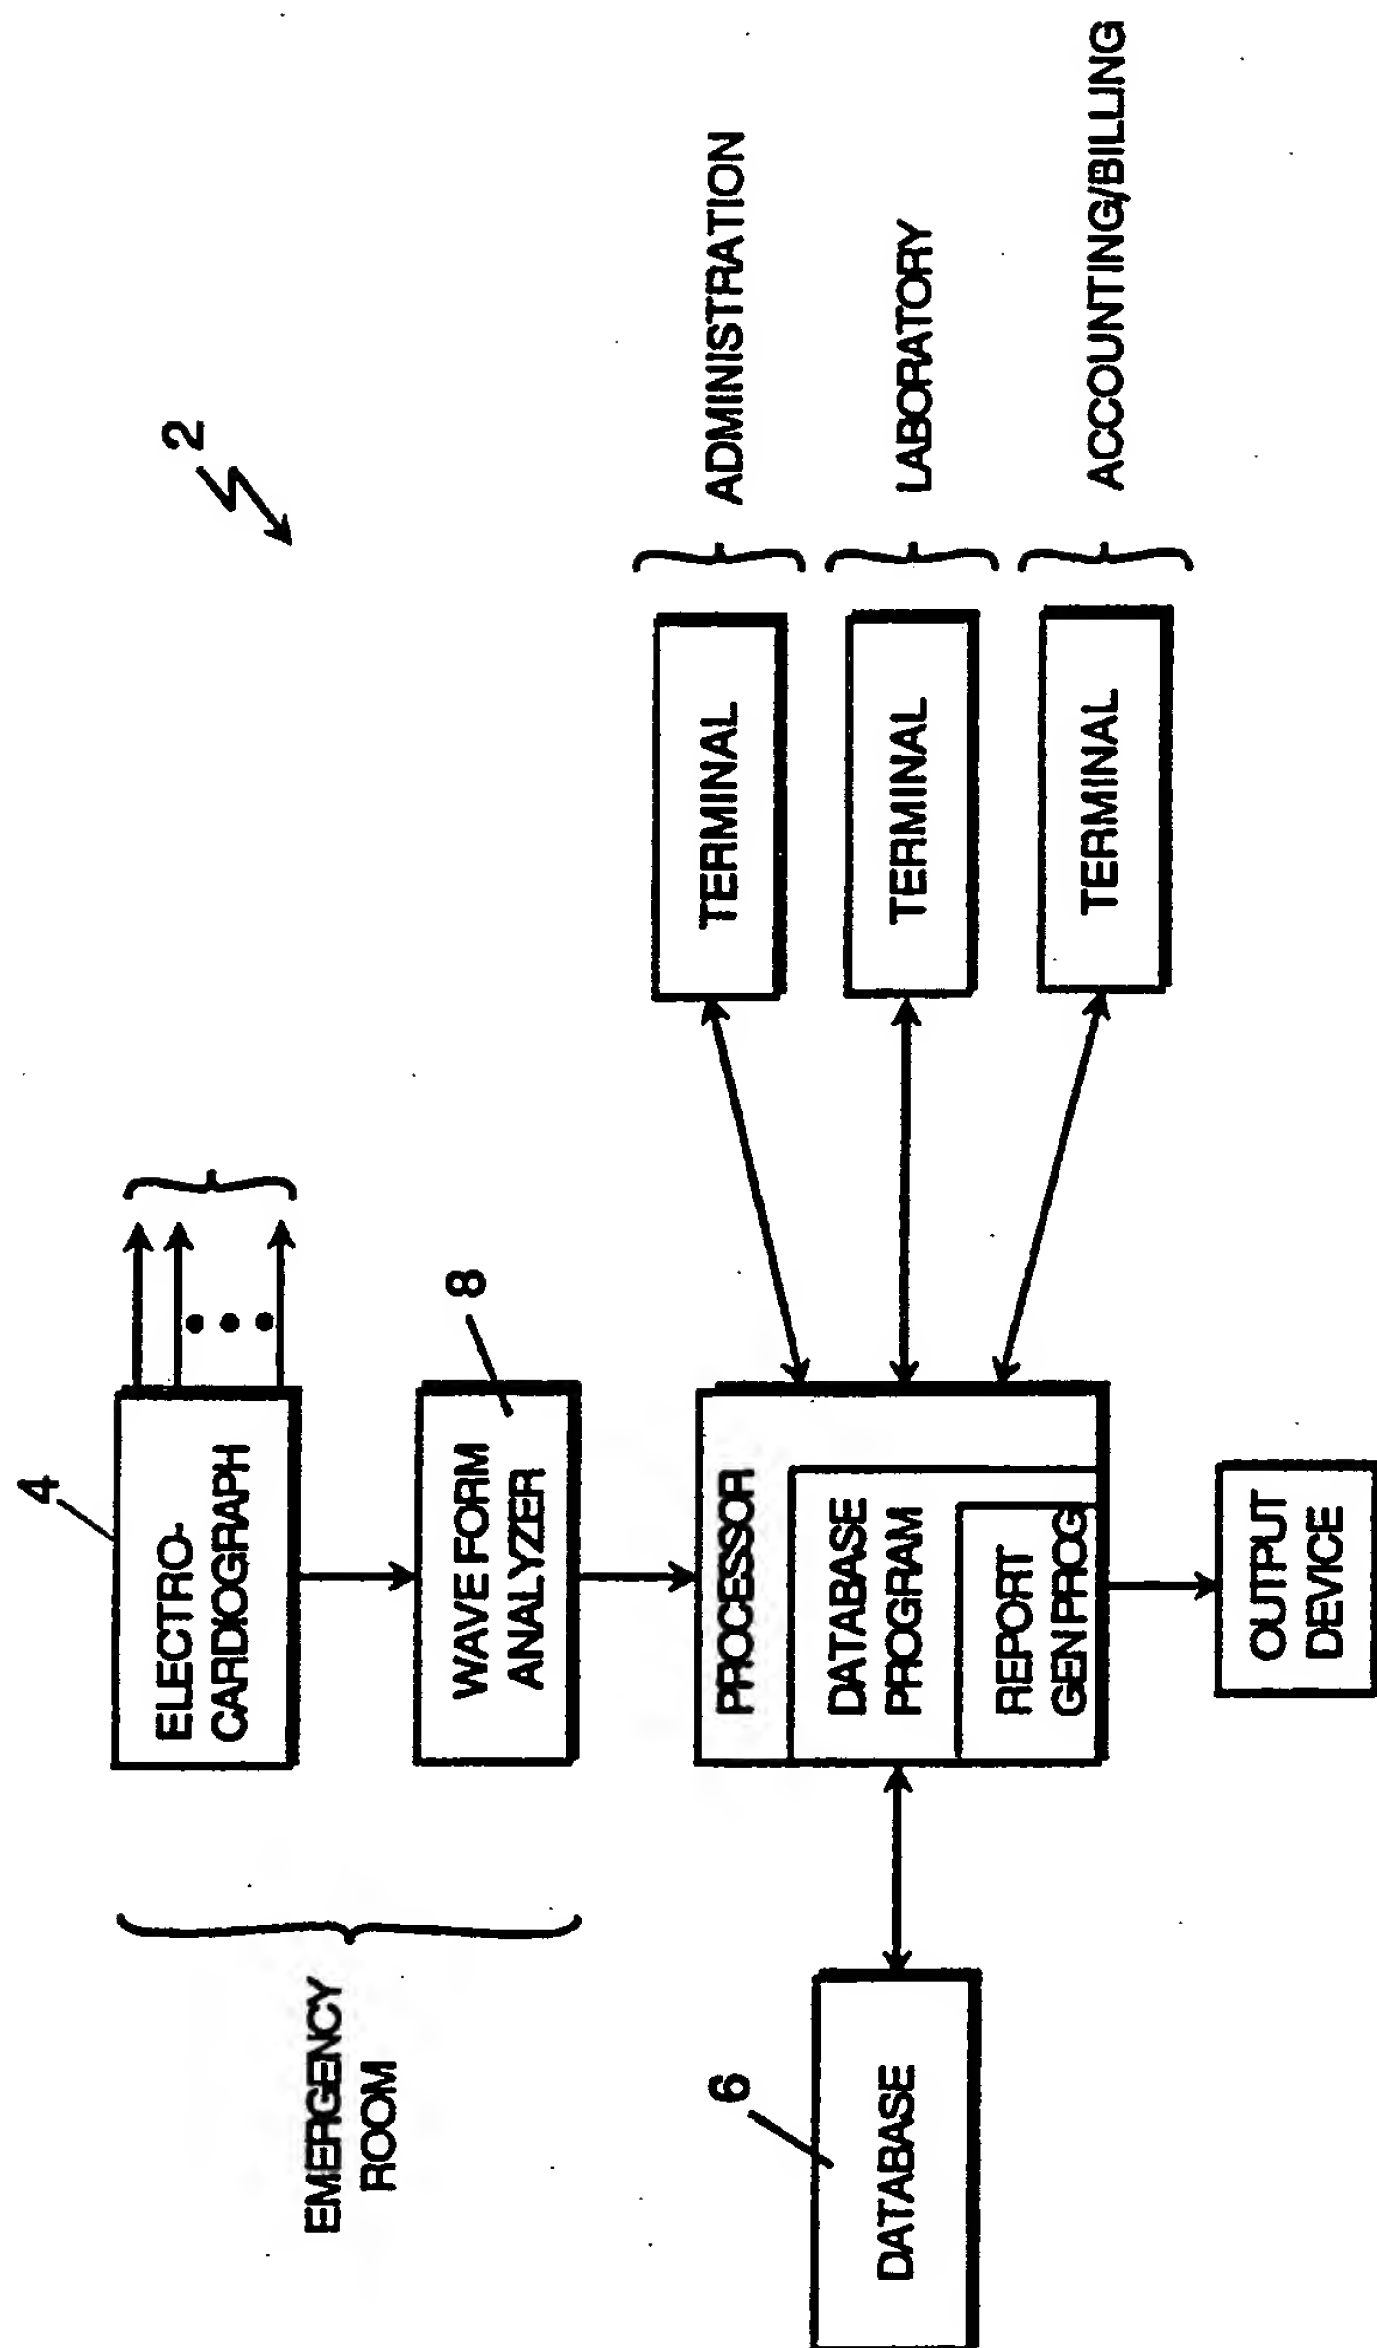 2
4
ELECTRO-
CARDIOGRAPH
EMERGENCY
ROOM
8
WAVE FORM
ANALYZER
PROCESSOR
DATABASE
PROGRAM
REPORT
GEN PROG
6
DATABASE
OUTPUT
DEVICE
TERMINAL
ADMINISTRATION
TERMINAL
LABORATORY
TERMINAL
ACCOUNTING/BILLING